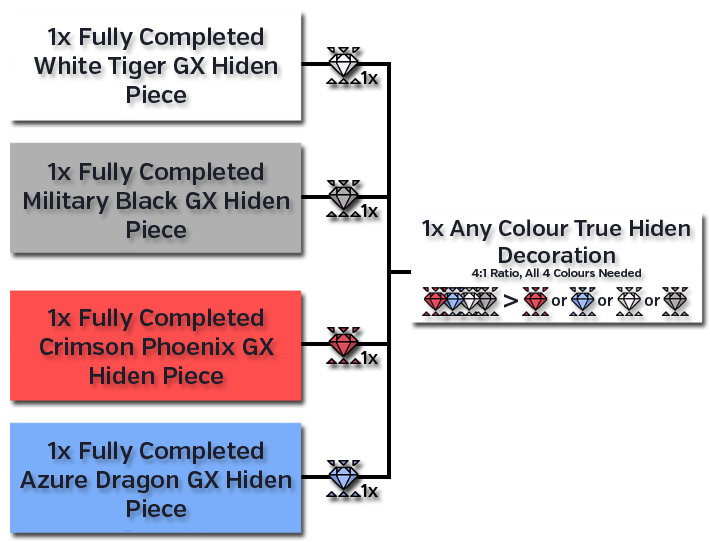 1x Fully Completed
White Tiger GX Hiden
Piece
1x
1x Fully Completed
Military Black GX Hiden
Piece
1x
1x Fully Completed
Crimson Phoenix GX
Hiden Piece
1x
1x Fully Completed
Azure Dragon GX Hiden
Piece
1x
1x Any Colour True Hiden
Decoration
4:1 Ratio, All 4 Colours Needed
> or or or